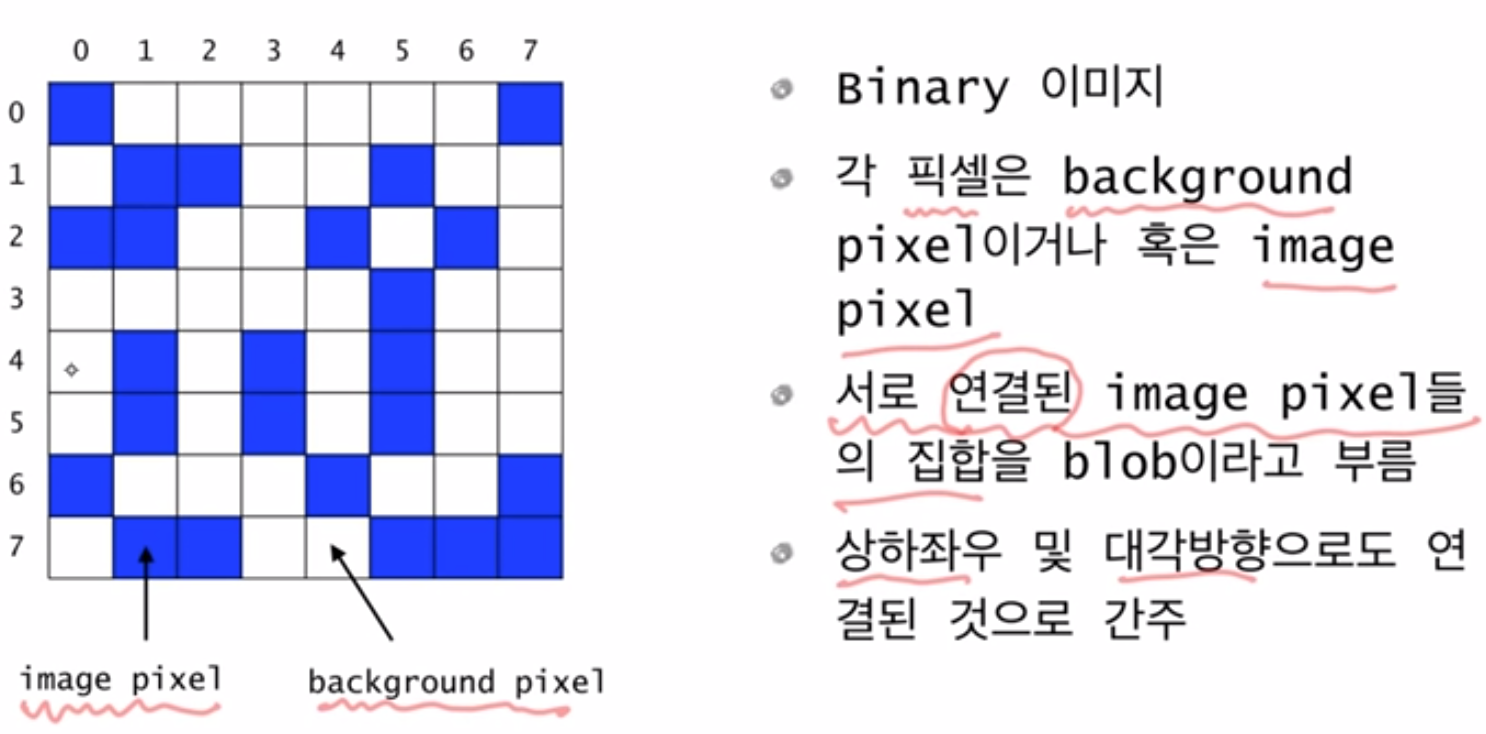 0 1 2 3 4 5 6 7
0
1
2
3
4
5
6
7
image pixel
background pixel
Binary 이미지
각 픽셀은 background
pixel이거나 혹은 image
pixel
서로 연결된 image pixel들
의 집합을 blob이라고 부름
상하좌우 및 대각방향으로도 연
결된 것으로 간주